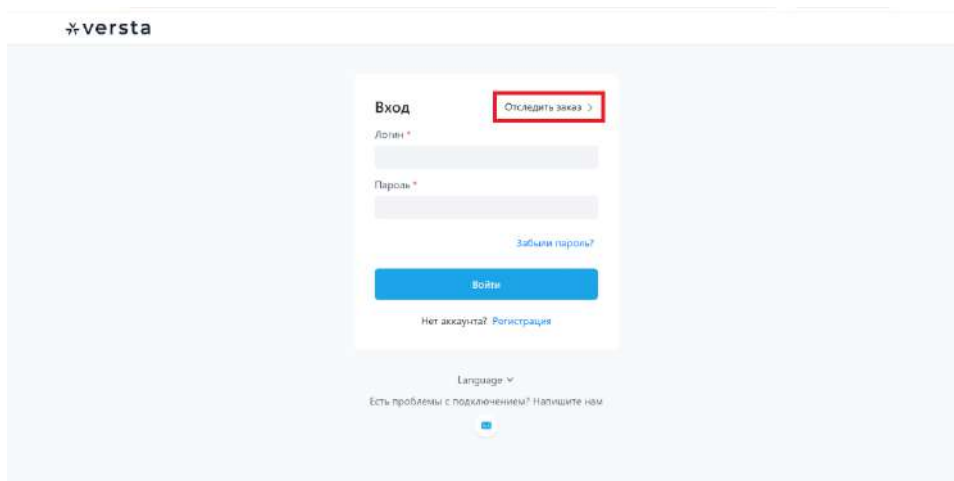 versta
Вход
Отследить заказ >
Логин *
Пароль *
Забыли пароль?
Войти
Нет аккаунта? Регистрация
Language
Есть проблемы с подключением? Напишите нам